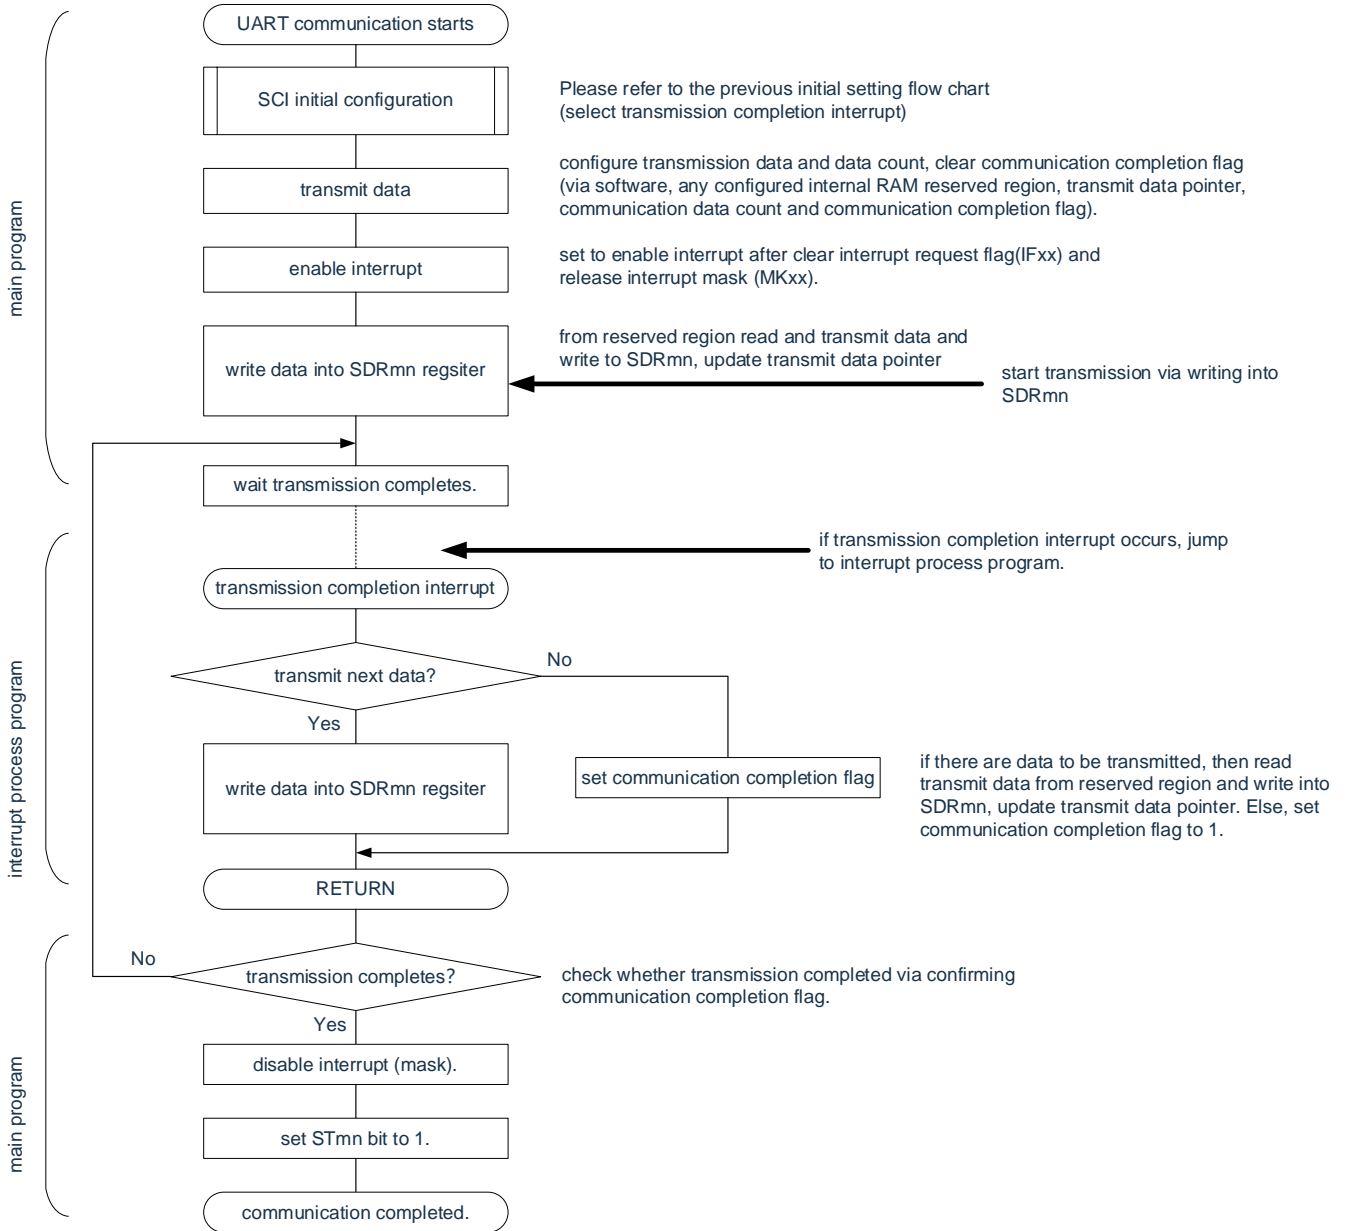 UART communication starts
SCI initial configuration
Please refer to the previous initial setting flow chart
(select transmission completion interrupt)
transmit data
configure transmission data and data count, clear communication completion flag
(via software, any configured internal RAM reserved region, transmit data pointer,
communication data count and communication completion flag).
main program
enable interrupt
set to enable interrupt after clear interrupt request flag(IFxx) and
release interrupt mask (MKxx).
write data into SDRmn regsiter
from reserved region read and transmit data and
write to SDRmn, update transmit data pointer
start transmission via writing into
SDRmn
wait transmission completes.
if transmission completion interrupt occurs, jump
to interrupt process program.
transmission completion interrupt
interrupt process program
transmit next data?
No
Yes
write data into SDRmn regsiter
set communication completion flag
if there are data to be transmitted, then read
transmit data from reserved region and write into
SDRmn, update transmit data pointer. Else, set
communication completion flag to 1.
RETURN
main program
No
transmission completes?
check whether transmission completed via confirming
communication completion flag.
Yes
disable interrupt (mask).
set STmn bit to 1.
communication completed.